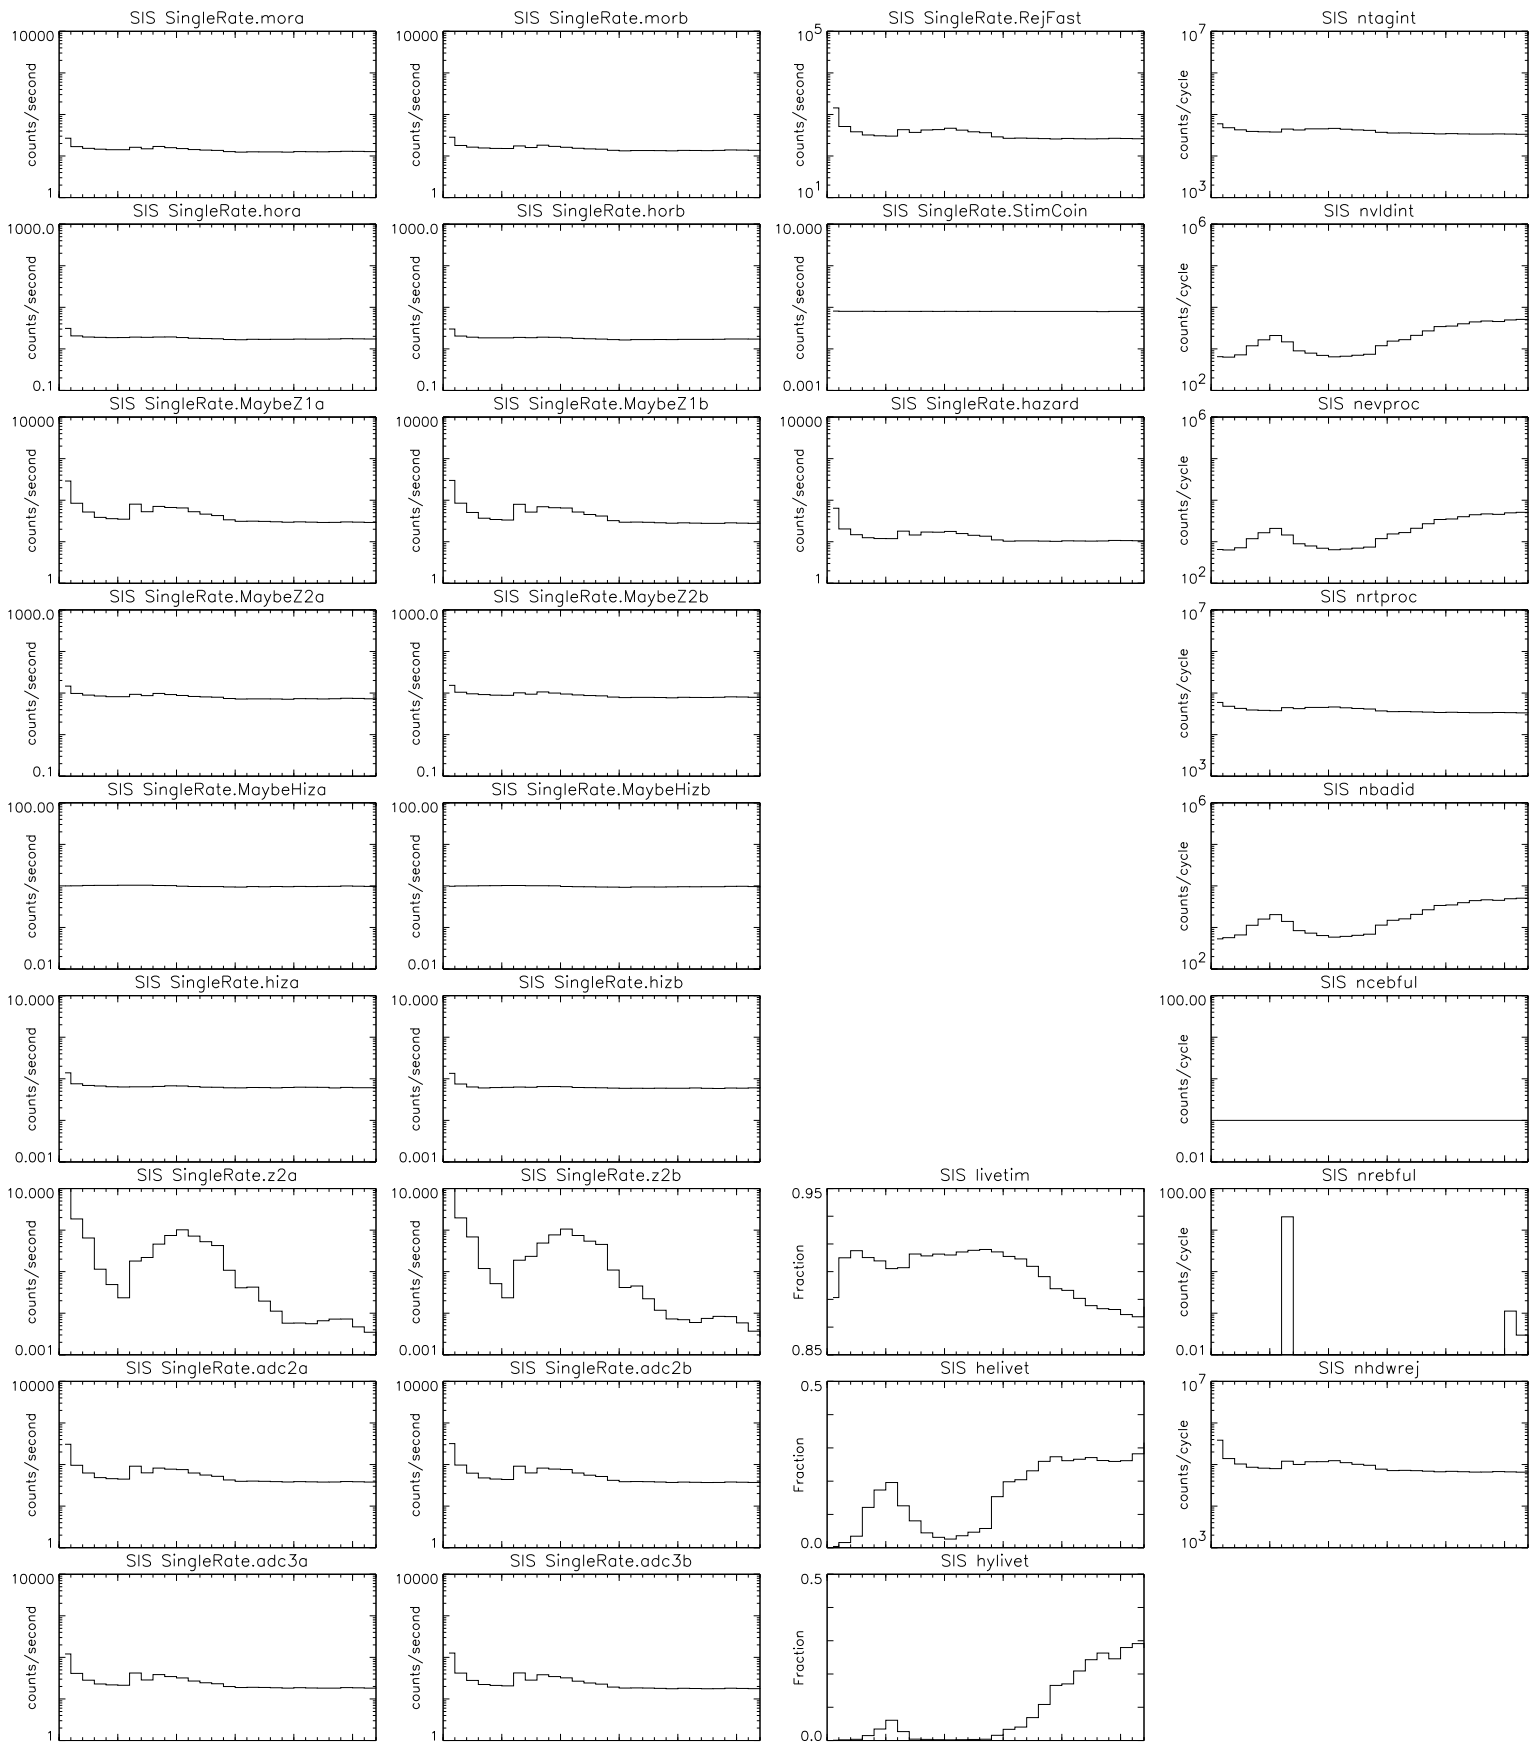 SIS SingleRate.mora
SIS SingleRate.morb
SIS SingleRate.RejFast
SIS ntagint
10000
counts/second
1
10000
counts/second
1
10^5
counts/second
10^1
10^7
counts/cycle
10^3
SIS SingleRate.hora
SIS SingleRate.horb
SIS SingleRate.StimCoin
SIS nvldint
1000.0
counts/second
0.1
1000.0
counts/second
0.1
10.000
counts/second
0.001
10^6
counts/cycle
10^2
SIS SingleRate.MaybeZ1a
SIS SingleRate.MaybeZ1b
SIS SingleRate.hazard
SIS nevproc
10000
counts/second
1
10000
counts/second
1
10000
counts/second
1
10^6
counts/cycle
10^2
SIS SingleRate.MaybeZ2a
SIS SingleRate.MaybeZ2b
SIS nrtproc
1000.0
counts/second
0.1
1000.0
counts/second
0.1
10^7
counts/cycle
10^3
SIS SingleRate.MaybeHiza
SIS SingleRate.MaybeHizb
SIS nbadid
100.00
counts/second
0.01
100.00
counts/second
0.01
10^6
counts/cycle
10^2
SIS SingleRate.hiza
SIS SingleRate.hizb
SIS ncebful
10.000
counts/second
0.001
10.000
counts/second
0.001
100.00
counts/cycle
0.01
SIS SingleRate.z2a
SIS SingleRate.z2b
SIS livetim
SIS nrebful
10.000
counts/second
0.001
10.000
counts/second
0.001
0.95
Fraction
0.85
100.00
counts/cycle
0.01
SIS SingleRate.adc2a
SIS SingleRate.adc2b
SIS helivet
SIS nhdwrej
10000
counts/second
1
10000
counts/second
1
0.5
Fraction
0.0
10^7
counts/cycle
10^3
SIS SingleRate.adc3a
SIS SingleRate.adc3b
SIS hylivet
10000
counts/second
1
10000
counts/second
1
0.5
Fraction
0.0